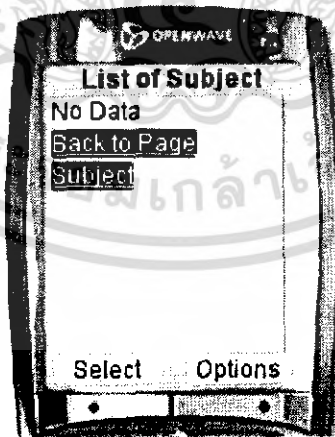 OPENWAVE
List of Subject
No Data
Back to Page
Subject
Select Options